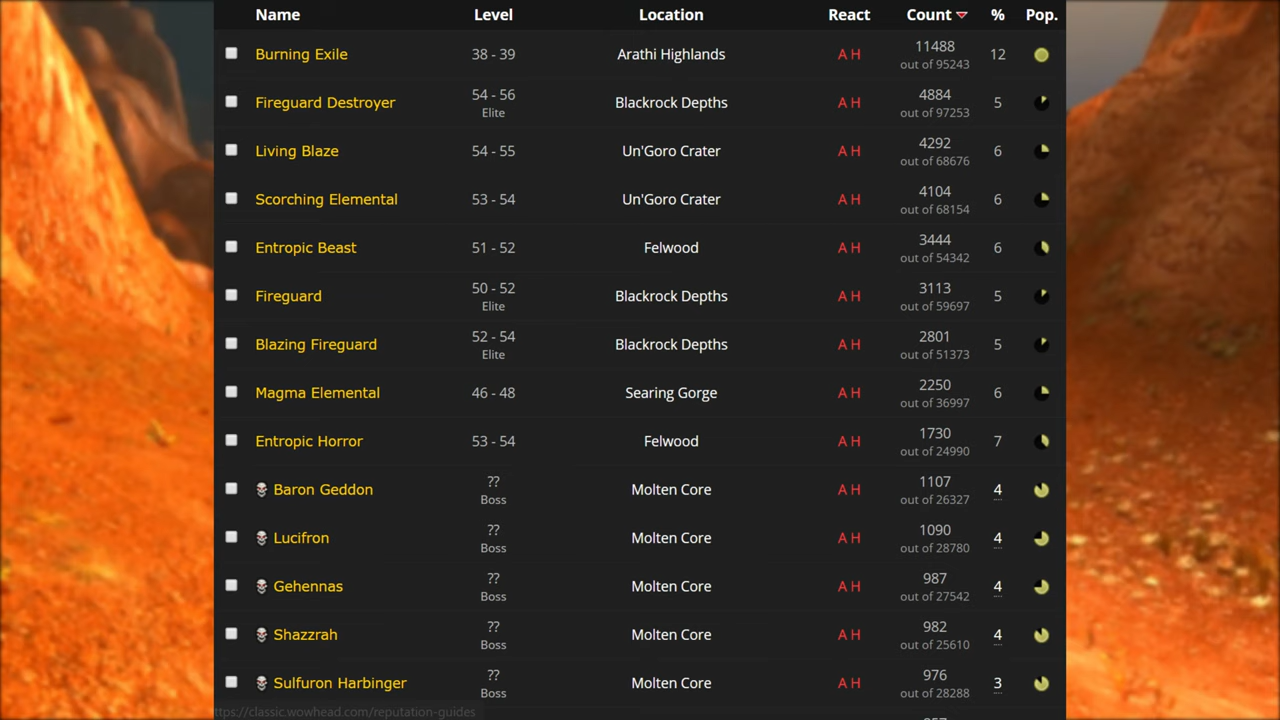 Name Level Location React Count % Pop.
Burning Exile 38 - 39 Arathi Highlands A H 11488 out of 95243 12
Fireguard Destroyer 54 - 56 Elite Blackrock Depths A H 4884 out of 97253 5
Living Blaze 54 - 55 Un'Goro Crater A H 4292 out of 68676 6
Scorching Elemental 53 - 54 Un'Goro Crater A H 4104 out of 68154 6
Entropic Beast 51 - 52 Felwood A H 3444 out of 54342 6
Fireguard 50 - 52 Elite Blackrock Depths A H 3113 out of 59697 5
Blazing Fireguard 52 - 54 Elite Blackrock Depths A H 2801 out of 51373 5
Magma Elemental 46 - 48 Searing Gorge A H 2250 out of 36997 6
Entropic Horror 53 - 54 Felwood A H 1730 out of 24990 7
Baron Geddon ?? Boss Molten Core A H 1107 out of 26327 4
Lucifron ?? Boss Molten Core A H 1090 out of 28780 4
Gehennas ?? Boss Molten Core A H 987 out of 27542 4
Shazzrah ?? Boss Molten Core A H 982 out of 25610 4
Sulfuron Harbinger ?? Boss Molten Core A H 976 out of 28288 3
ttps://classic.wowhead.com/reputation-guides